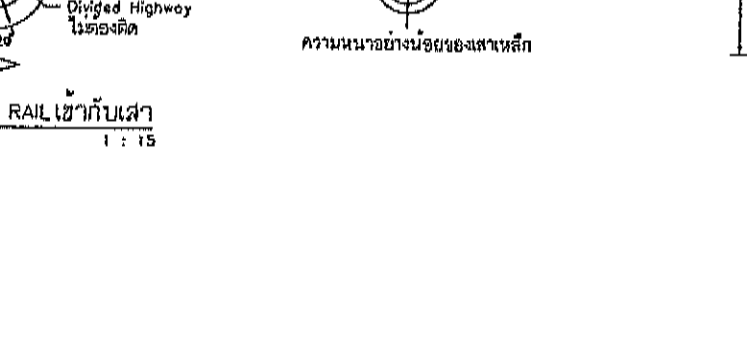 Divided Highway
ไม่ต้องติด
ความหนาอย่างน้อยของเสาเหล็ก
RAIL เข้ากับเสา
1 : 15